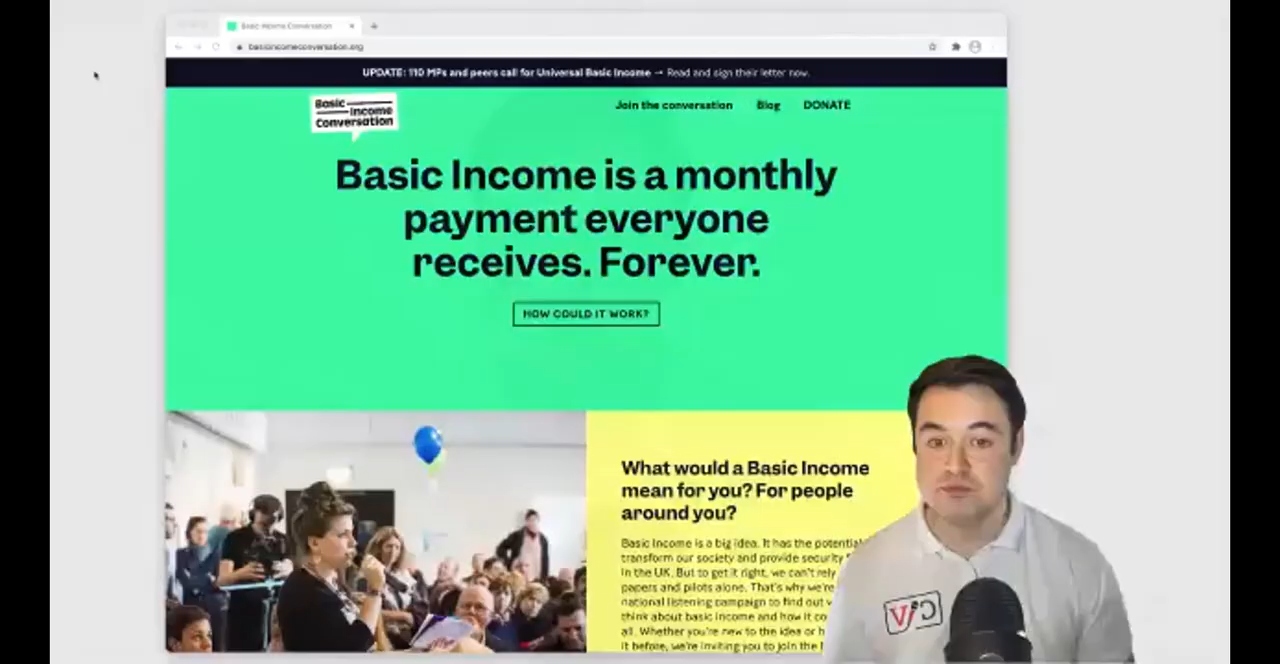 Basic Income Conversation
basicincomeconversation.org
UPDATE: 110 MPs and peers call for Universal Basic Income → Read and sign their letter now.
Basic
Income
Conversation
Join the conversation Blog DONATE
Basic Income is a monthly
payment everyone
receives. Forever.
HOW COULD IT WORK?
What would a Basic Income
mean for you? For people
around you?
Basic Income is a big idea. It has the potential
transform our society and provide security
in the UK. But to get it right, we can't rely
papers and pilots alone. That's why we're
national listening campaign to find out
think about basic income and how it
all. Whether you're new to the idea or
it before, we're inviting you to join the